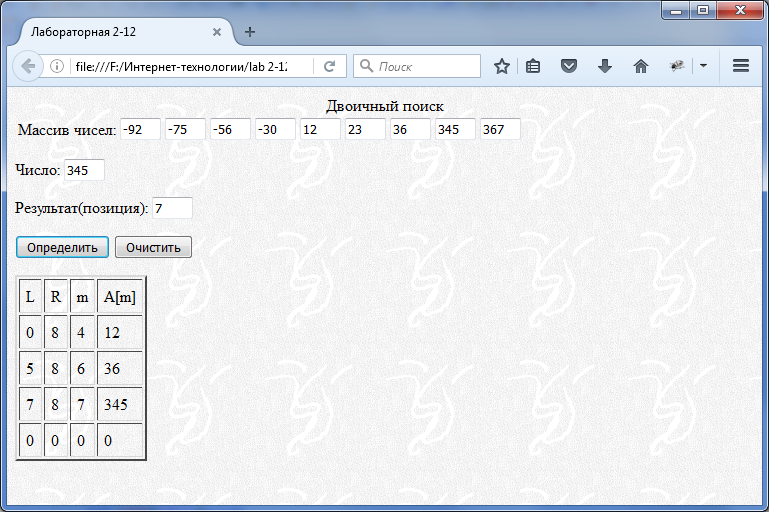 Лабораторная 2-12
file:///F:/Интернет-технологии/lab 2-12
Поиск
Двоичный поиск
Массив чисел: -92 -75 -56 -30 12 23 36 345 367
Число: 345
Результат(позиция): 7
Определить Очистить
L R m A[m]
0 8 4 12
5 8 6 36
7 8 7 345
0 0 0 0